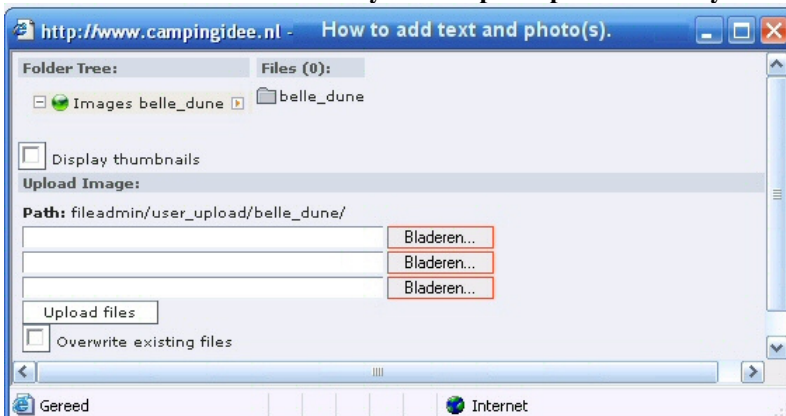 http://www.campingidee.nl - How to add text and photo(s).
Folder Tree: Files (0):
Images belle_dune belle_dune
Display thumbnails
Upload Image:
Path: fileadmin/user_upload/belle_dune/
Bladeren...
Bladeren...
Bladeren...
Upload files
Overwrite existing files
Gereed Internet